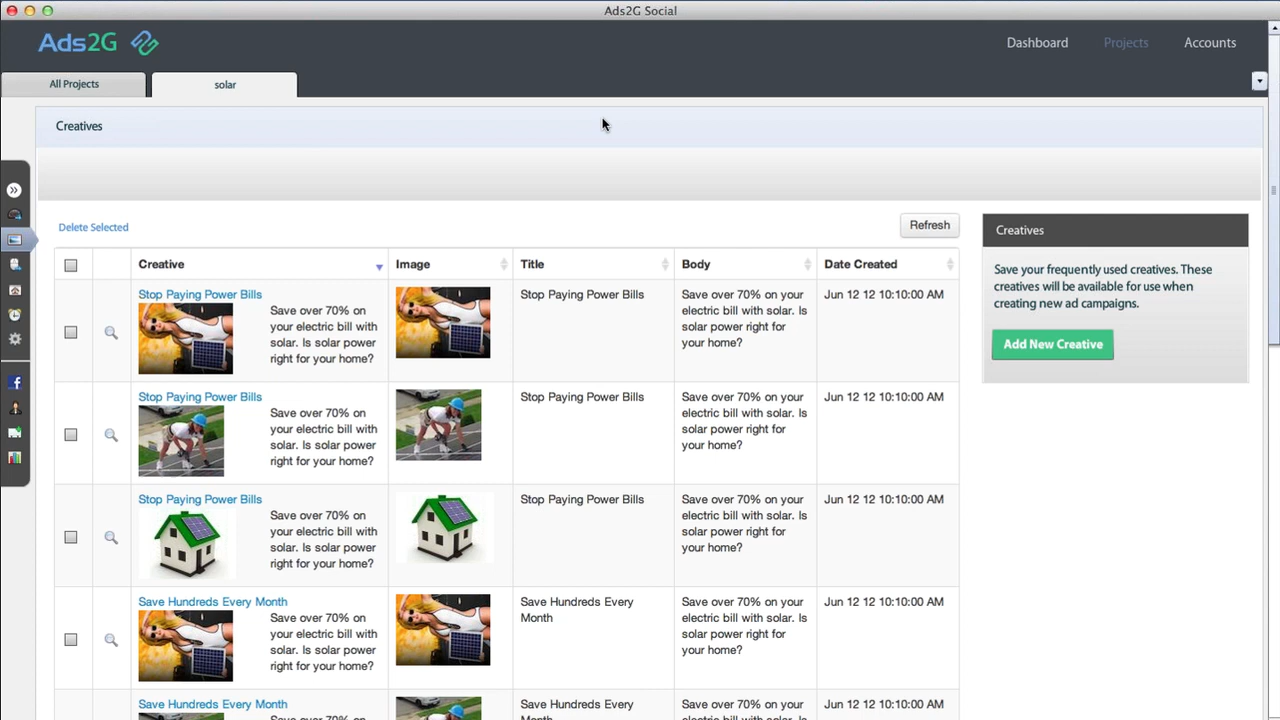 Ads2G Social
Ads2G
Dashboard
Projects
Accounts
All Projects
solar
Creatives
Delete Selected
Refresh
Creative
Image
Title
Body
Date Created
Stop Paying Power Bills
Save over 70% on
your electric bill with
solar. Is solar power
right for your home?
Stop Paying Power Bills
Save over 70% on your
electric bill with solar. Is
solar power right for
your home?
Jun 12 12 10:10:00 AM
Stop Paying Power Bills
Save over 70% on
your electric bill with
solar. Is solar power
right for your home?
Stop Paying Power Bills
Save over 70% on your
electric bill with solar. Is
solar power right for
your home?
Jun 12 12 10:10:00 AM
Stop Paying Power Bills
Save over 70% on
your electric bill with
solar. Is solar power
right for your home?
Stop Paying Power Bills
Save over 70% on your
electric bill with solar. Is
solar power right for
your home?
Jun 12 12 10:10:00 AM
Save Hundreds Every Month
Save over 70% on
your electric bill with
solar. Is solar power
right for your home?
Save Hundreds Every
Month
Save over 70% on your
electric bill with solar. Is
solar power right for
your home?
Jun 12 12 10:10:00 AM
Save Hundreds Every Month
Save over 70% on
Save Hundreds Every
Month
Save over 70% on your
electric bill with solar. Is
Jun 12 12 10:10:00 AM
Creatives
Save your frequently used creatives. These
creatives will be available for use when
creating new ad campaigns.
Add New Creative